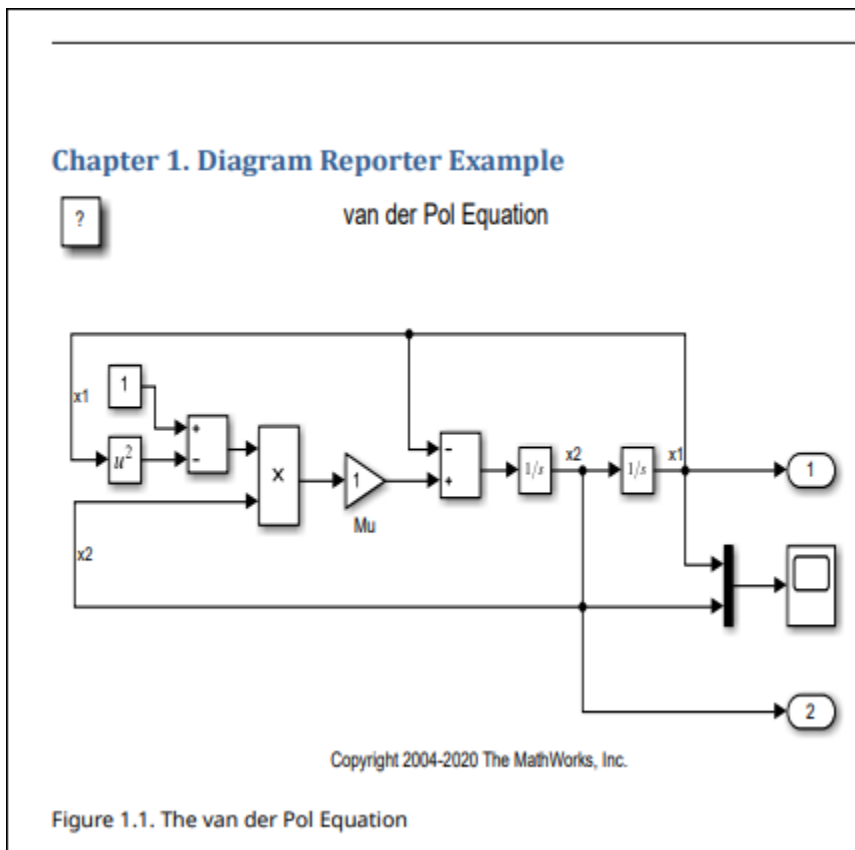 Chapter 1. Diagram Reporter Example
?
van der Pol Equation
x1
1
+
−
u²
x
1
Mu
−
+
1/s
x2
1/s
x1
1
x2
2
Copyright 2004-2020 The MathWorks, Inc.
Figure 1.1. The van der Pol Equation